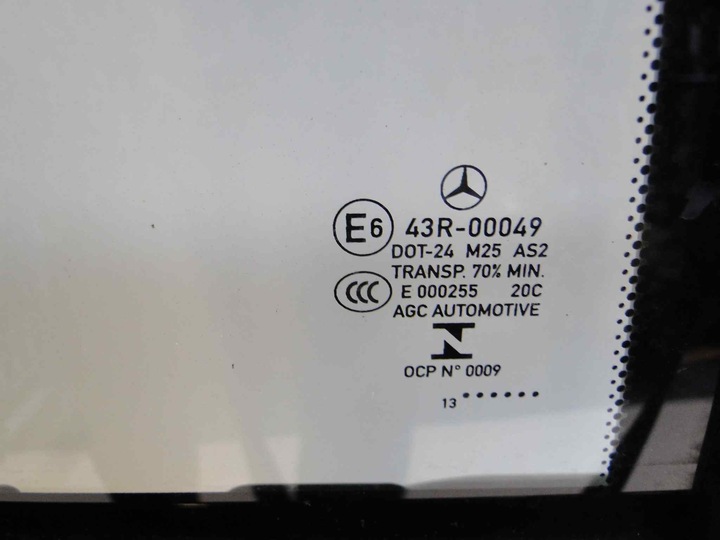 E6 43R-00049
DOT-24 M25 AS2
TRANSP. 70% MIN.
CCC E 000255 20C
AGC AUTOMOTIVE
N
OCP N° 0009
13 •••••••